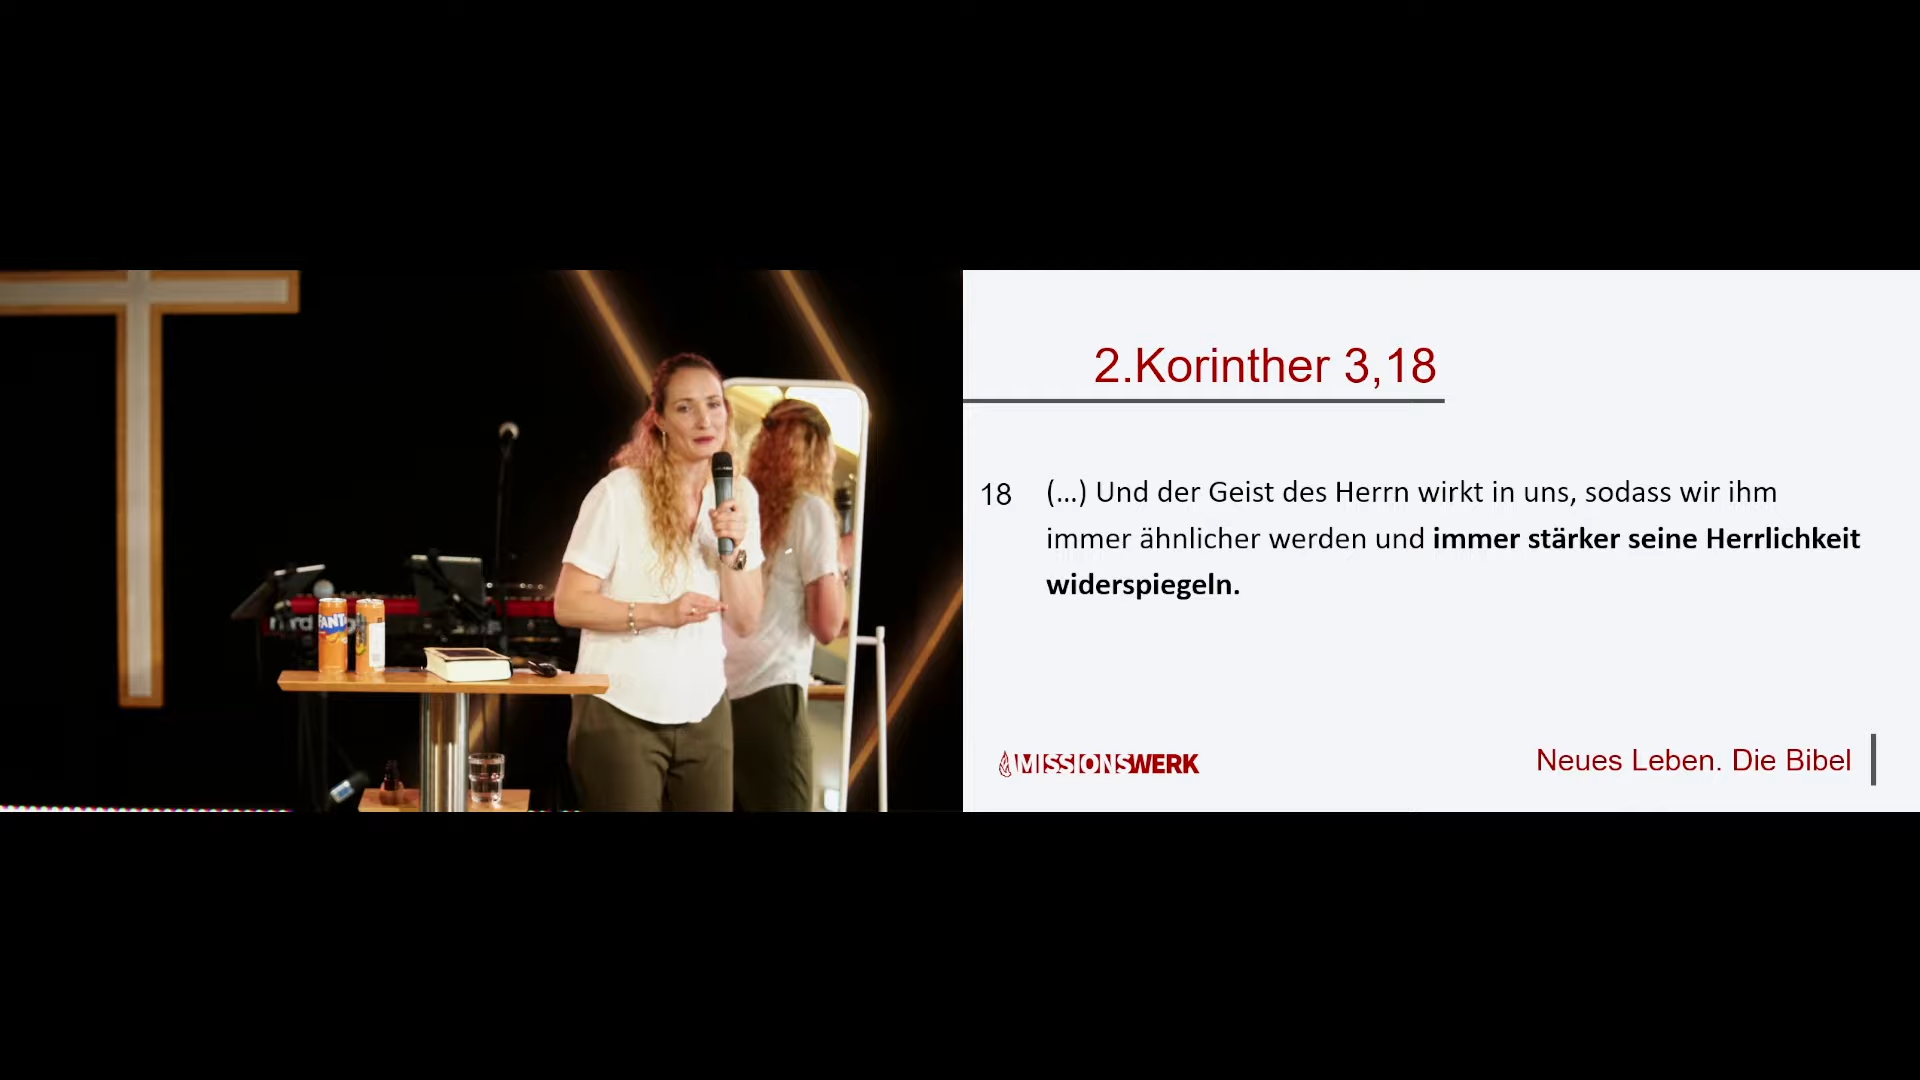 2.Korinther 3,18
18 (...) Und der Geist des Herrn wirkt in uns, sodass wir ihm
immer ähnlicher werden und immer stärker seine Herrlichkeit
widerspiegeln.
MISSIONSWERK
Neues Leben. Die Bibel
FANTA
nord